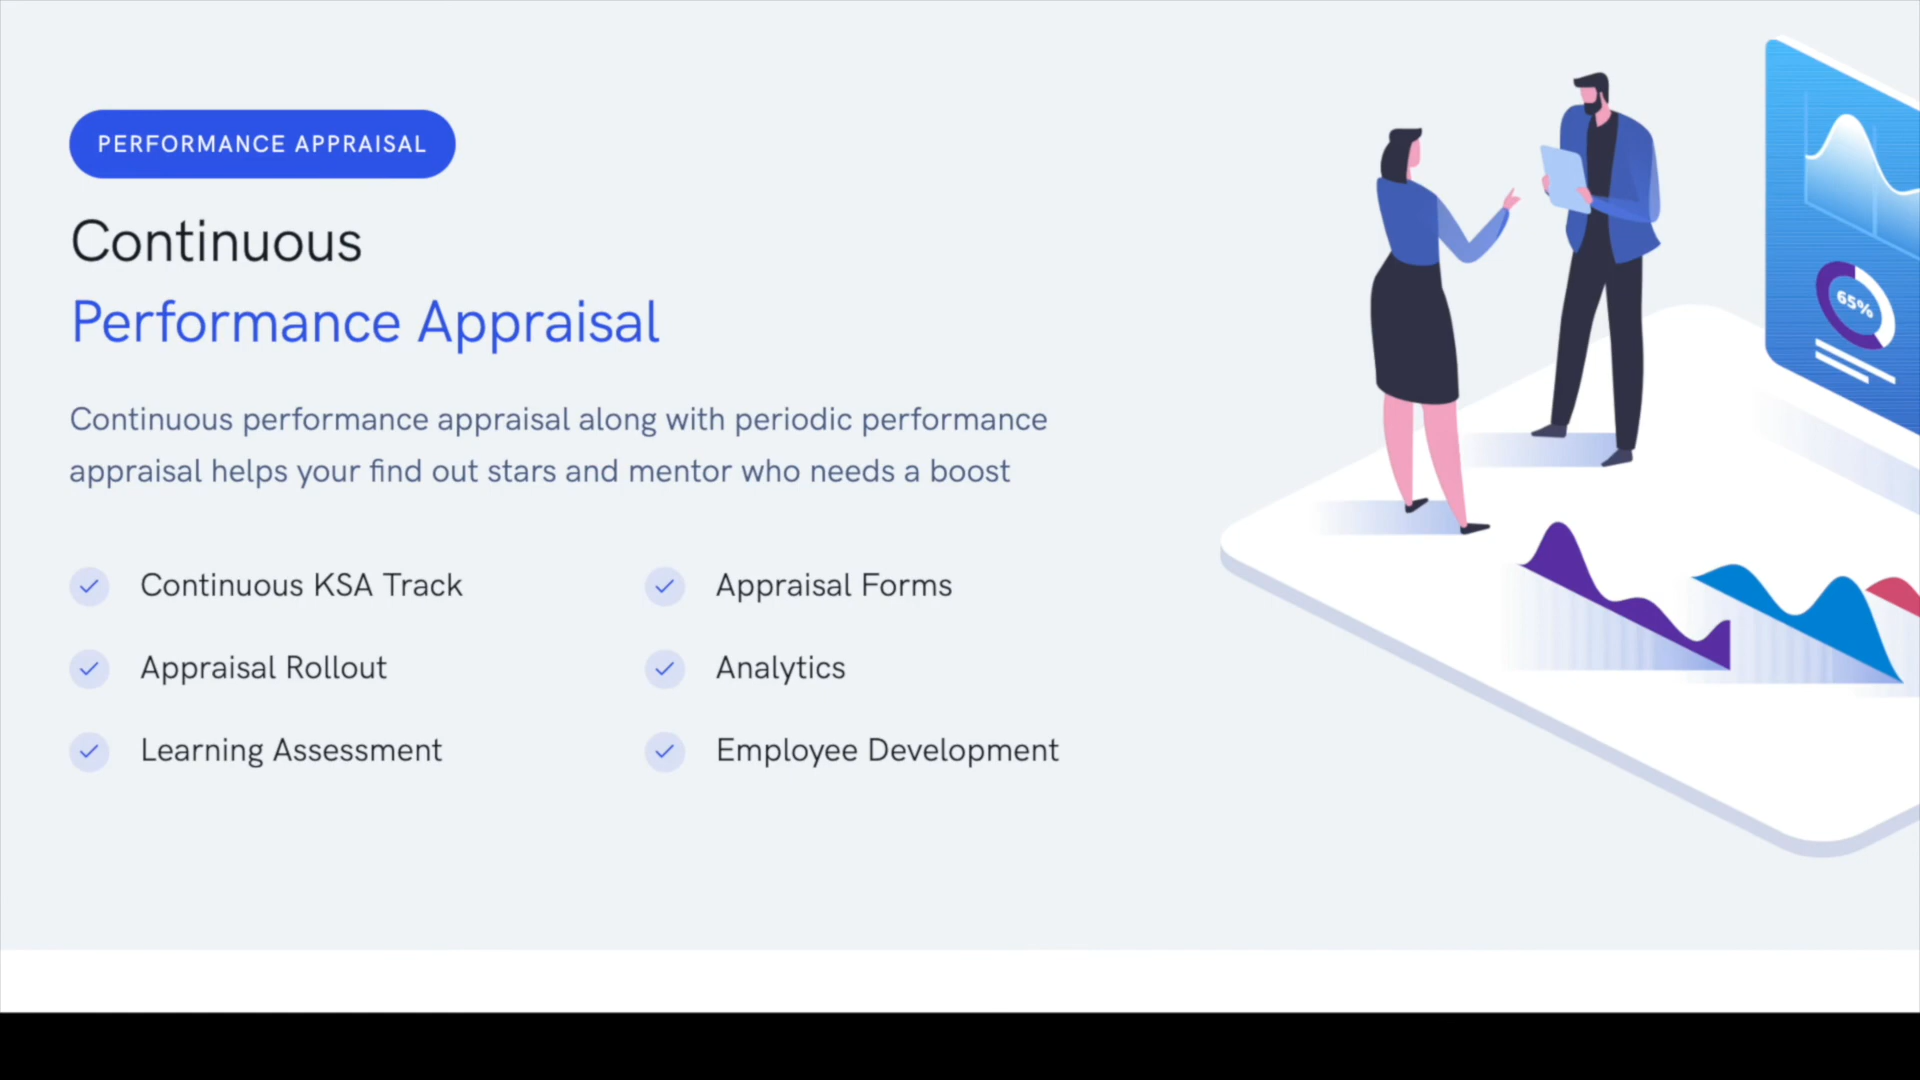 PERFORMANCE APPRAISAL
Continuous
Performance Appraisal
Continuous performance appraisal along with periodic performance
appraisal helps your find out stars and mentor who needs a boost
Continuous KSA Track
Appraisal Forms
Appraisal Rollout
Analytics
Learning Assessment
Employee Development
65%